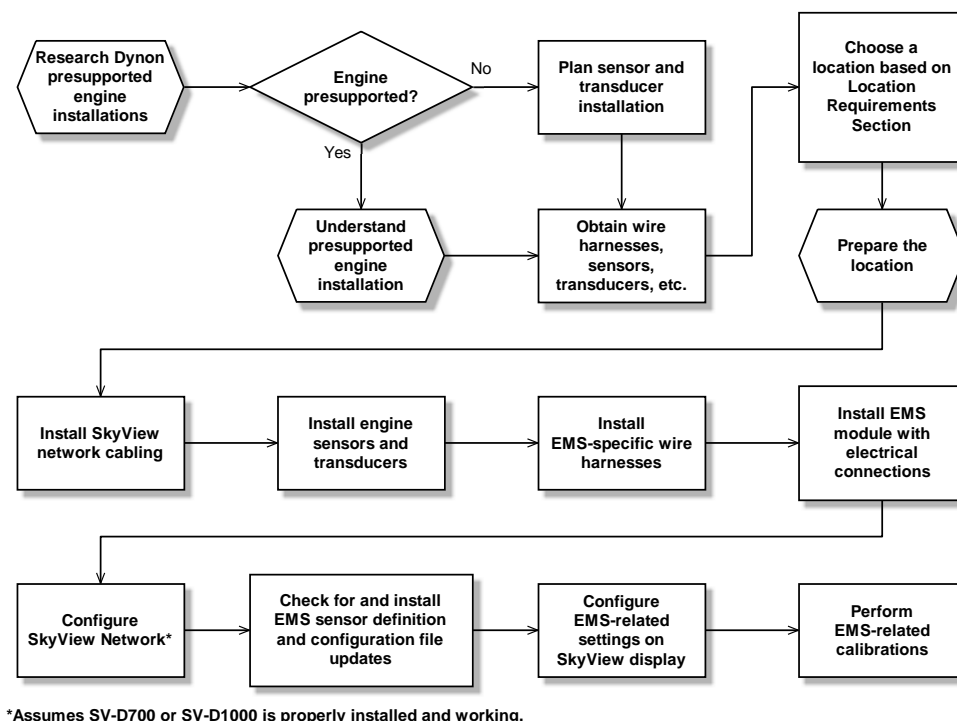 Research Dynon
presupported
engine
installations
Engine
presupported?
No
Yes
Plan sensor and
transducer
installation
Choose a
location based on
Location
Requirements
Section
Understand
presupported
engine
installation
Obtain wire
harnesses,
sensors,
transducers, etc.
Prepare the
location
Install SkyView
network cabling
Install engine
sensors and
transducers
Install
EMS-specific wire
harnesses
Install EMS
module with
electrical
connections
Configure
SkyView Network*
Check for and install
EMS sensor definition
and configuration file
updates
Configure
EMS-related
settings on
SkyView display
Perform
EMS-related
calibrations
*Assumes SV-D700 or SV-D1000 is properly installed and working.